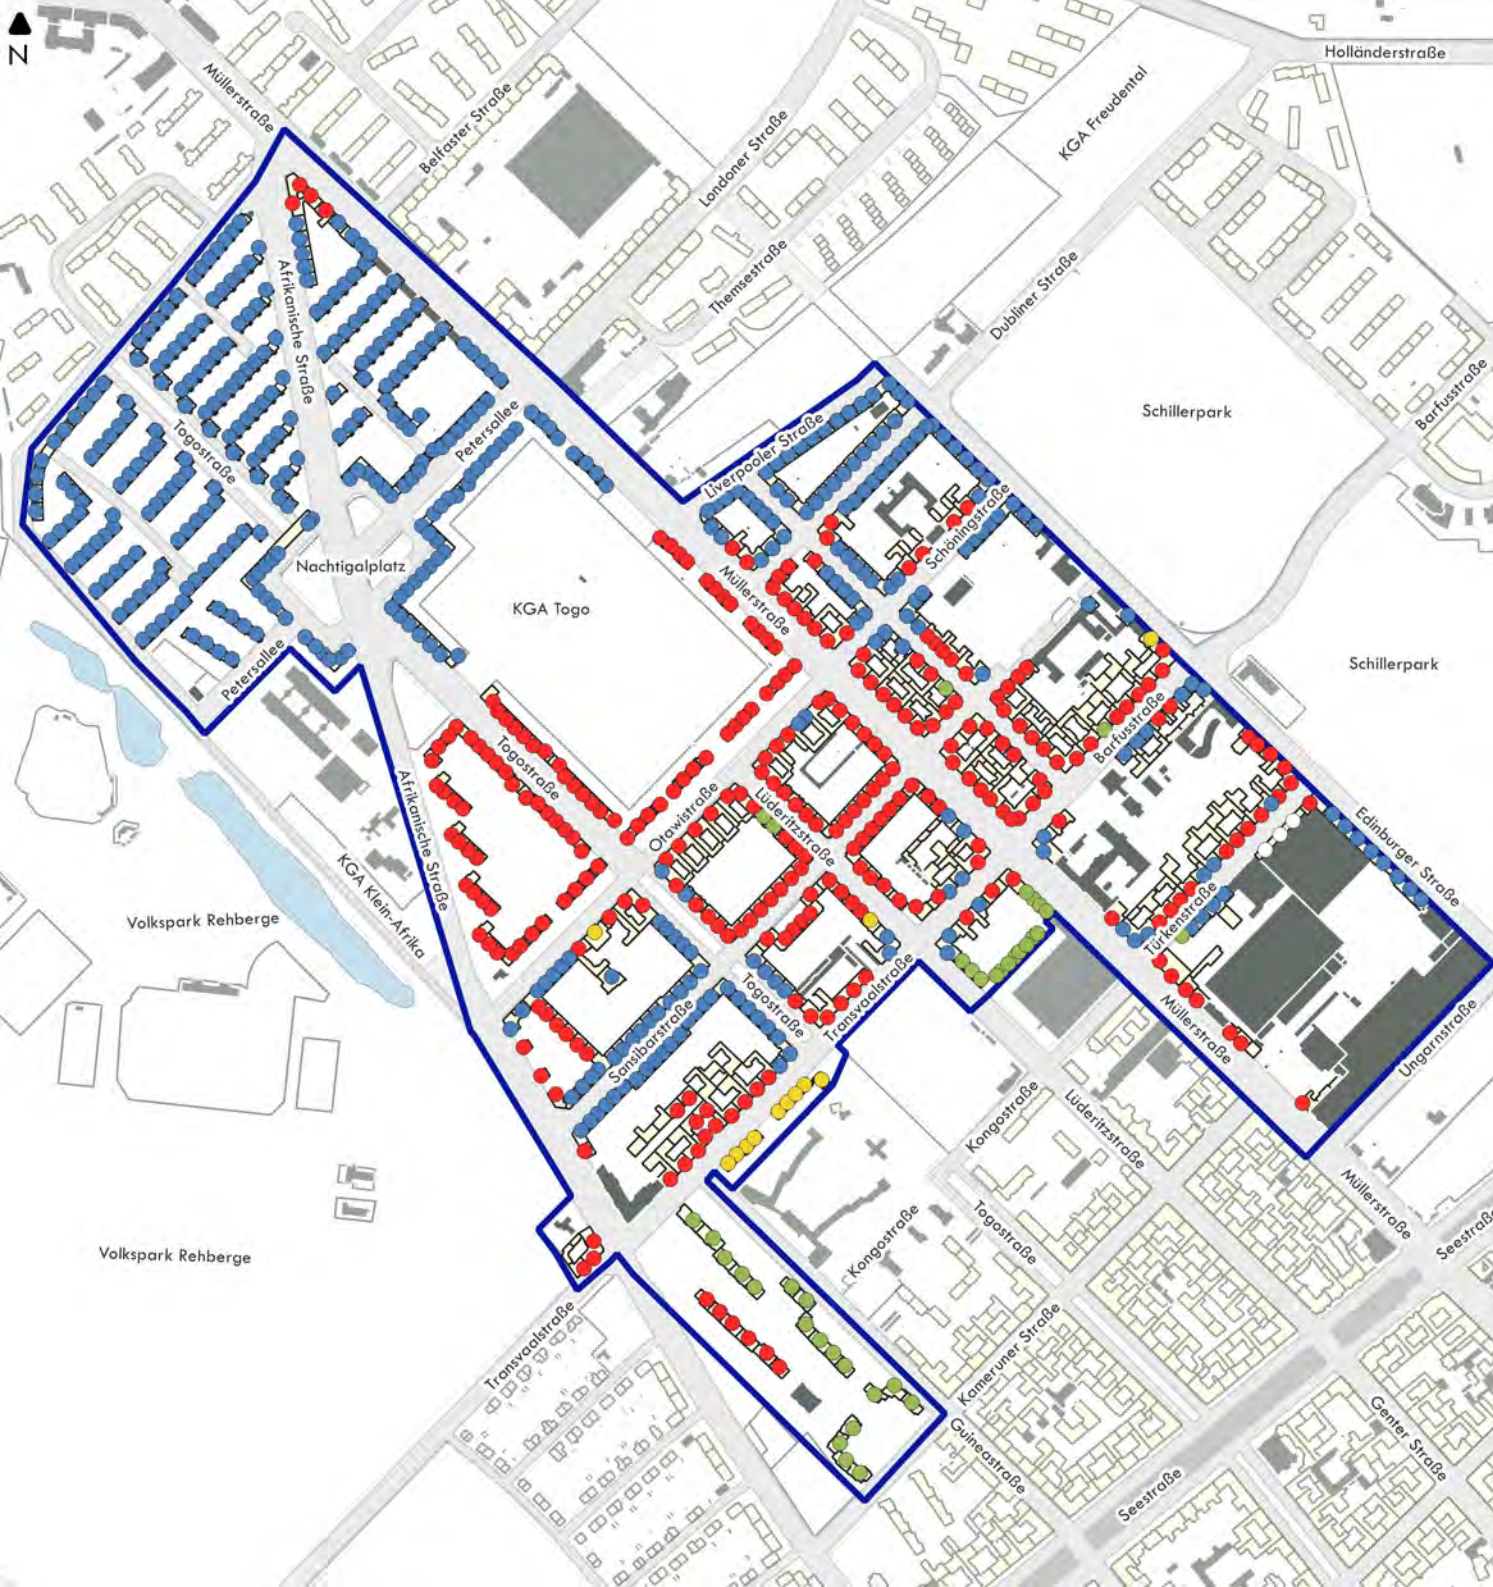 N
Holländerstraße
Müllerstraße
Belfaster Straße
KGA Freudental
Londoner Straße
Themsestraße
Dubliner Straße
Afrikanische Straße
Barfusstraße
Schillerpark
Petersallee
Togostraße
Liverpooler Straße
Schöningstraße
Nachtigalplatz
KGA Togo
Müllerstraße
Schillerpark
Petersallee
Barfusstraße
Togostraße
Otawistraße
Lüderitzstraße
Afrikanische Straße
Edinburger Straße
KGA Klein-Afrika
Volkspark Rehberge
Türkenstraße
Togostraße
Transvaalstraße
Sansibarstraße
Müllerstraße
Ungarnstraße
Kongostraße
Lüderitzstraße
Müllerstraße
Togostraße
Kongostraße
Seestraße
Volkspark Rehberge
Transvaalstraße
Kameruner Straße
Guineastraße
Genter Straße
Seestraße